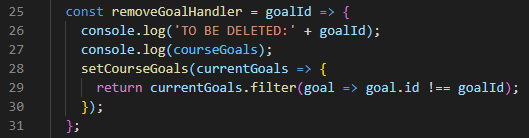 25 const removeGoalHandler = goalId => {
26 console.log('TO BE DELETED:' + goalId);
27 console.log(courseGoals);
28 setCourseGoals(currentGoals => {
29 return currentGoals.filter(goal => goal.id !== goalId);
30 });
31 };